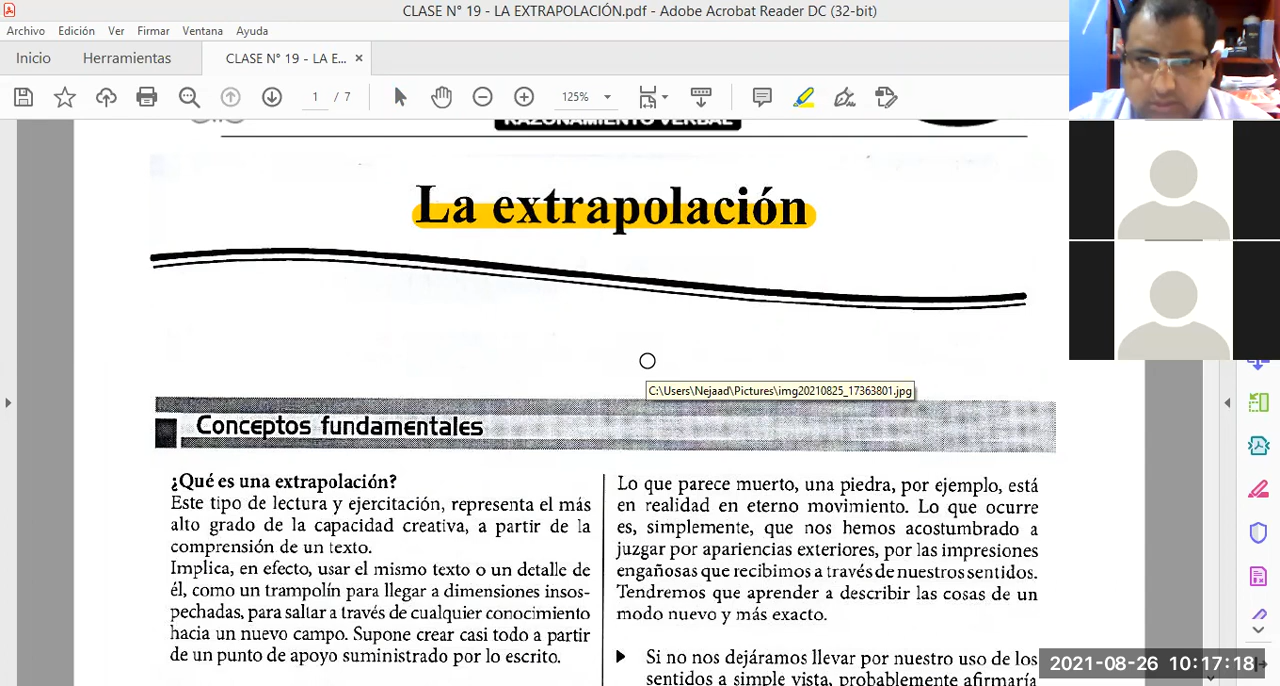 CLASE N° 19 - LA EXTRAPOLACIÓN.pdf - Adobe Acrobat Reader DC (32-bit)
Archivo Edición Ver Firmar Ventana Ayuda
Inicio Herramientas CLASE N° 19 - LA E... ×
1 / 7 125%
RAZONAMIENTO VERBAL
La extrapolación
C:\Users\Nejaad\Pictures\img20210825_17363801.jpg
Conceptos fundamentales
¿Qué es una extrapolación?
Este tipo de lectura y ejercitación, representa el más
alto grado de la capacidad creativa, a partir de la
comprensión de un texto.
Implica, en efecto, usar el mismo texto o un detalle de
él, como un trampolín para llegar a dimensiones insos-
pechadas, para saltar a través de cualquier conocimiento
hacia un nuevo campo. Supone crear casi todo a partir
de un punto de apoyo suministrado por lo escrito.
Lo que parece muerto, una piedra, por ejemplo, está
en realidad en eterno movimiento. Lo que ocurre
es, simplemente, que nos hemos acostumbrado a
juzgar por apariencias exteriores, por las impresiones
engañosas que recibimos a través de nuestros sentidos.
Tendremos que aprender a describir las cosas de un
modo nuevo y más exacto.
Si no nos dejáramos llevar por nuestro uso de los
sentidos a simple vista, probablemente afirmaría
2021-08-26 10:17:18